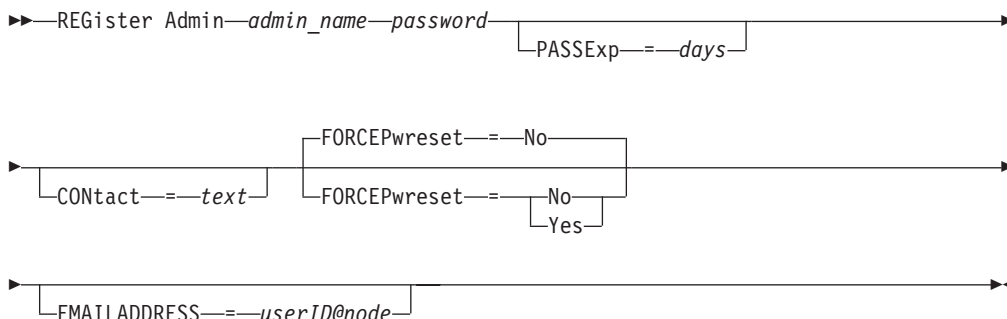 REGister Admin admin_name password
PASSExp = days
FORCEPwreset = No
CONtact = text
FORCEPwreset = No
Yes
EMAILADDRESS = userID@node